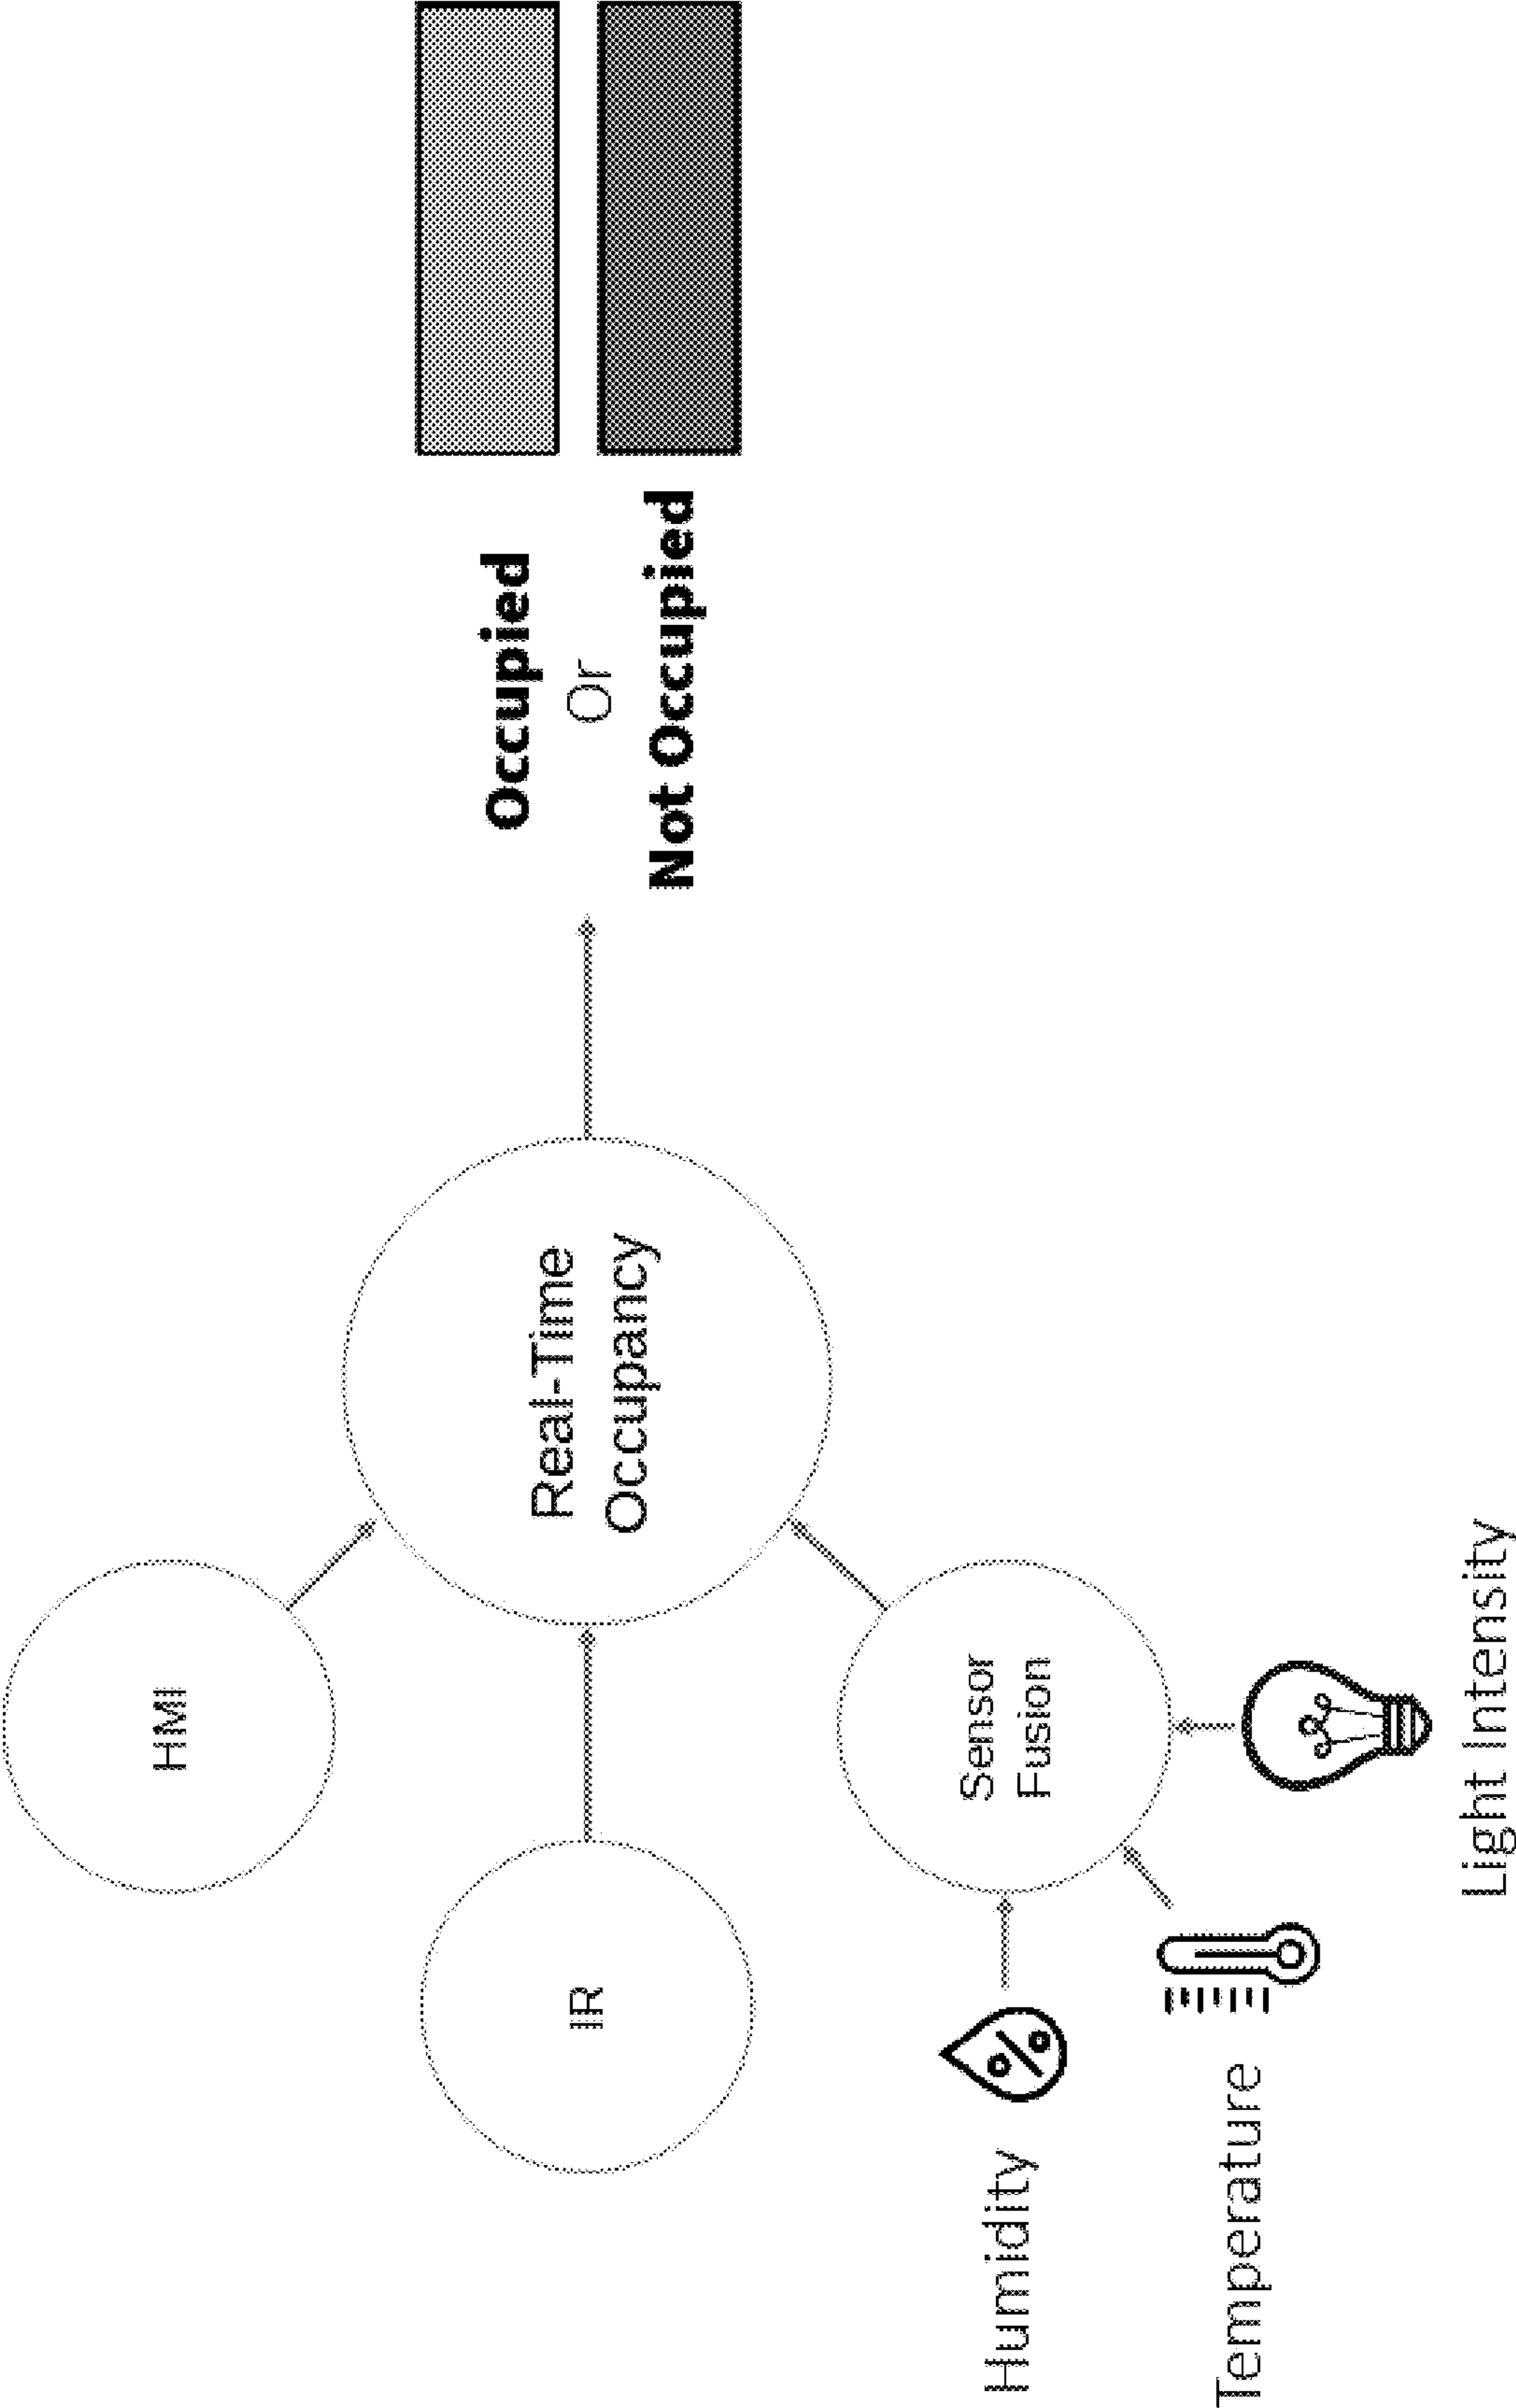 HMI
IR
Real-Time
Occupancy
Occupied
Or
Not Occupied
Sensor
Fusion
Humidity
Temperature
Light Intensity